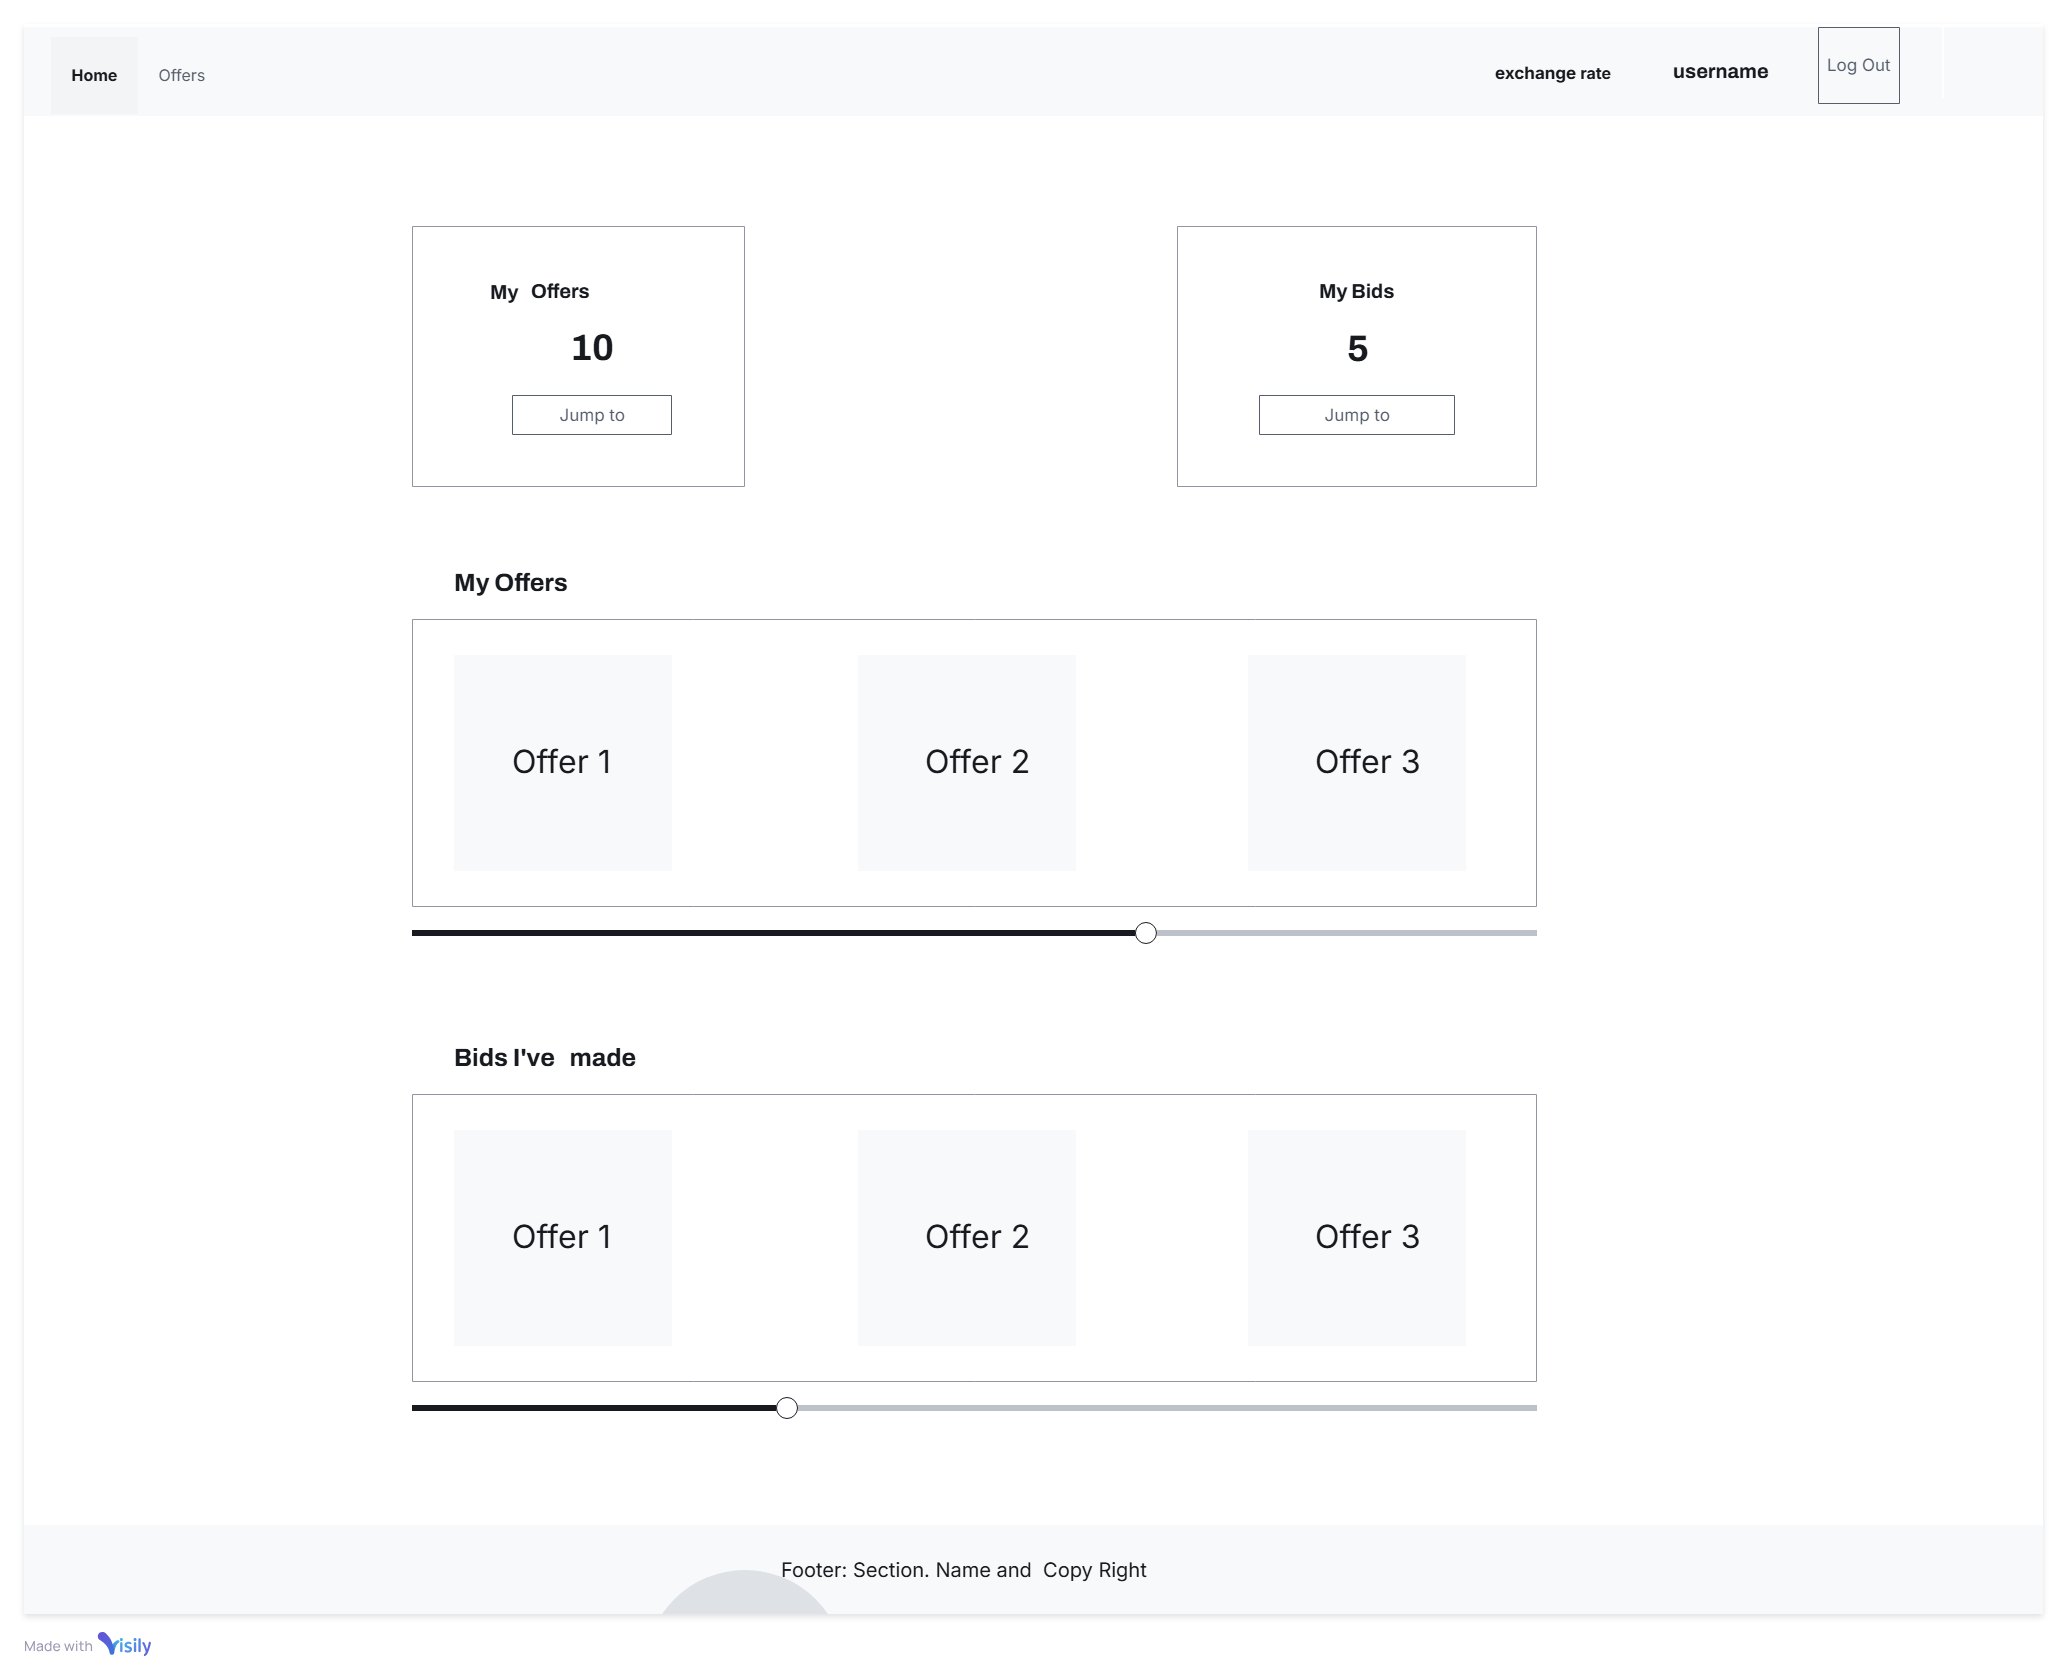 Home Offers exchange rate username Log Out
My Offers My Bids
10 5
Jump to Jump to
My Offers
Offer 1 Offer 2 Offer 3
Bids I've made
Offer 1 Offer 2 Offer 3
Footer: Section. Name and Copy Right
Made with Visily